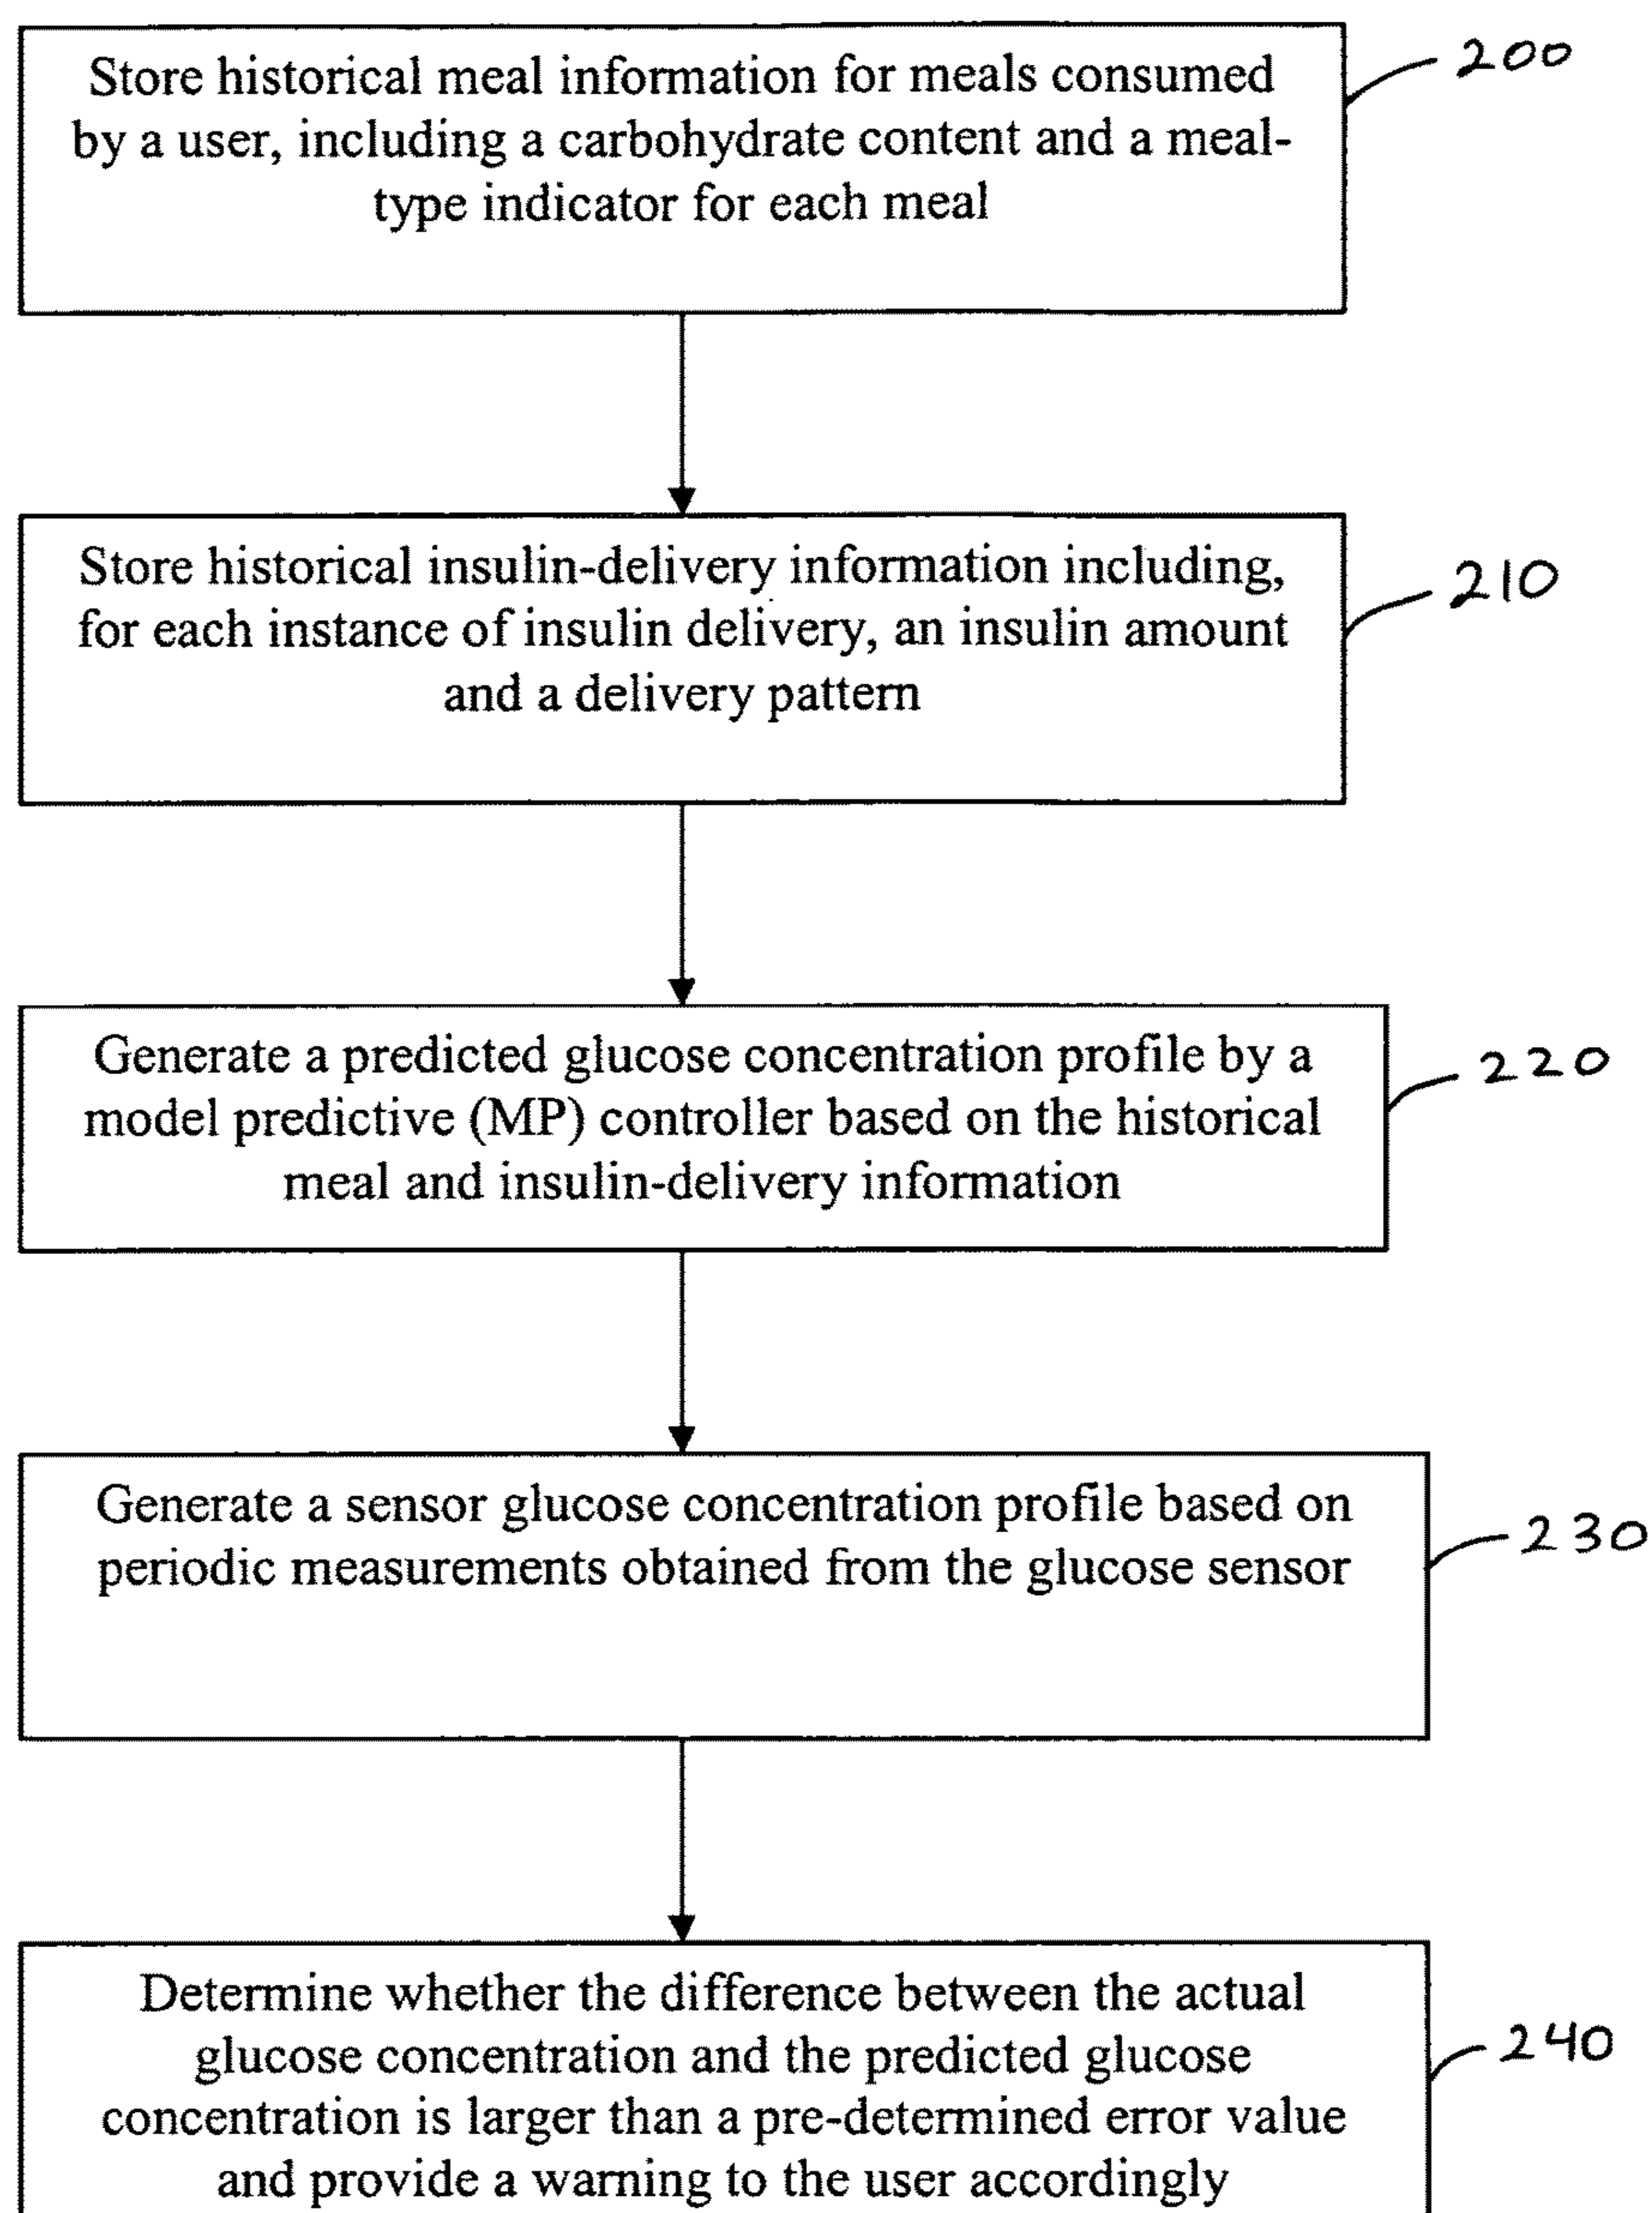 Store historical meal information for meals consumed
by a user, including a carbohydrate content and a meal-
type indicator for each meal
200
Store historical insulin-delivery information including,
for each instance of insulin delivery, an insulin amount
and a delivery pattern
210
Generate a predicted glucose concentration profile by a
model predictive (MP) controller based on the historical
meal and insulin-delivery information
220
Generate a sensor glucose concentration profile based on
periodic measurements obtained from the glucose sensor
230
Determine whether the difference between the actual
glucose concentration and the predicted glucose
concentration is larger than a pre-determined error value
and provide a warning to the user accordingly
240